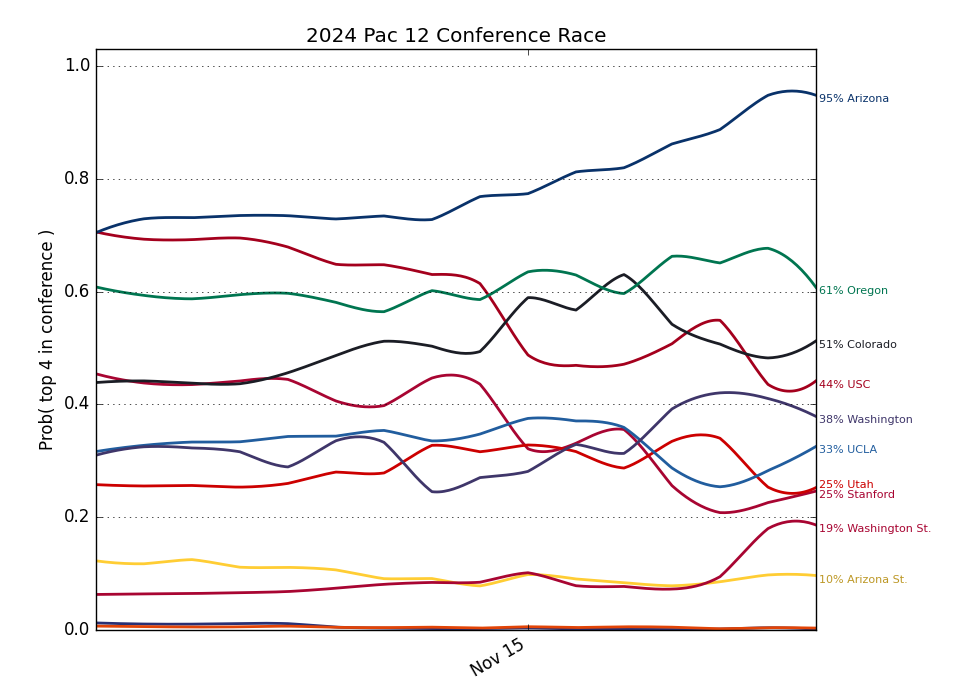 2024 Pac 12 Conference Race
1.0
0.8
0.6
0.4
0.2
0.0
Prob( top 4 in conference )
Nov 15
95% Arizona
61% Oregon
51% Colorado
44% USC
38% Washington
33% UCLA
25% Utah
25% Stanford
19% Washington St.
10% Arizona St.